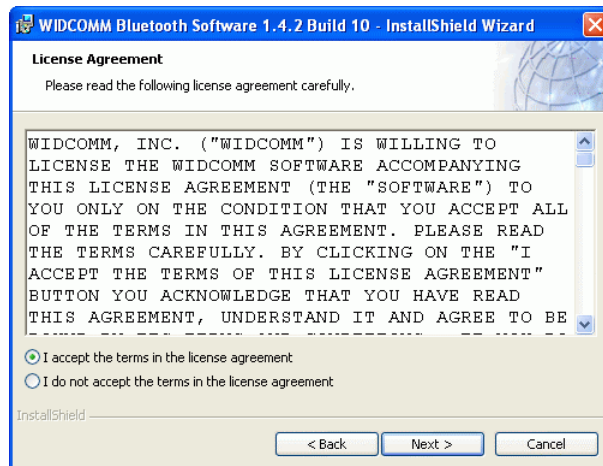 WIDCOMM Bluetooth Software 1.4.2 Build 10 - InstallShield Wizard
License Agreement
Please read the following license agreement carefully.
WIDCOMM, INC. ("WIDCOMM") IS WILLING TO
LICENSE THE WIDCOMM SOFTWARE ACCOMPANYING
THIS LICENSE AGREEMENT (THE "SOFTWARE") TO
YOU ONLY ON THE CONDITION THAT YOU ACCEPT ALL
OF THE TERMS IN THIS AGREEMENT. PLEASE READ
THE TERMS CAREFULLY. BY CLICKING ON THE "I
ACCEPT THE TERMS OF THIS LICENSE AGREEMENT"
BUTTON YOU ACKNOWLEDGE THAT YOU HAVE READ
THIS AGREEMENT, UNDERSTAND IT AND AGREE TO BE
I accept the terms in the license agreement
I do not accept the terms in the license agreement
InstallShield
< Back
Next >
Cancel